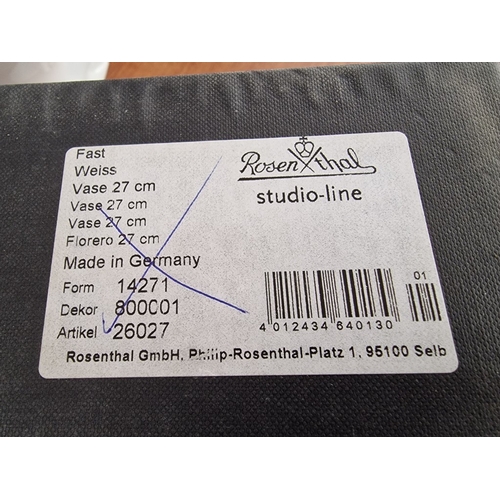 Fast
Weiss
Vase 27 cm
Vase 27 cm
Vase 27 cm
Florero 27 cm
Made in Germany
Form 14271
Dekor 800001
Artikel 26027
Rosenthal
studio-line
01
4 012434 640130
Rosenthal GmbH, Philip-Rosenthal-Platz 1, 95100 Selb